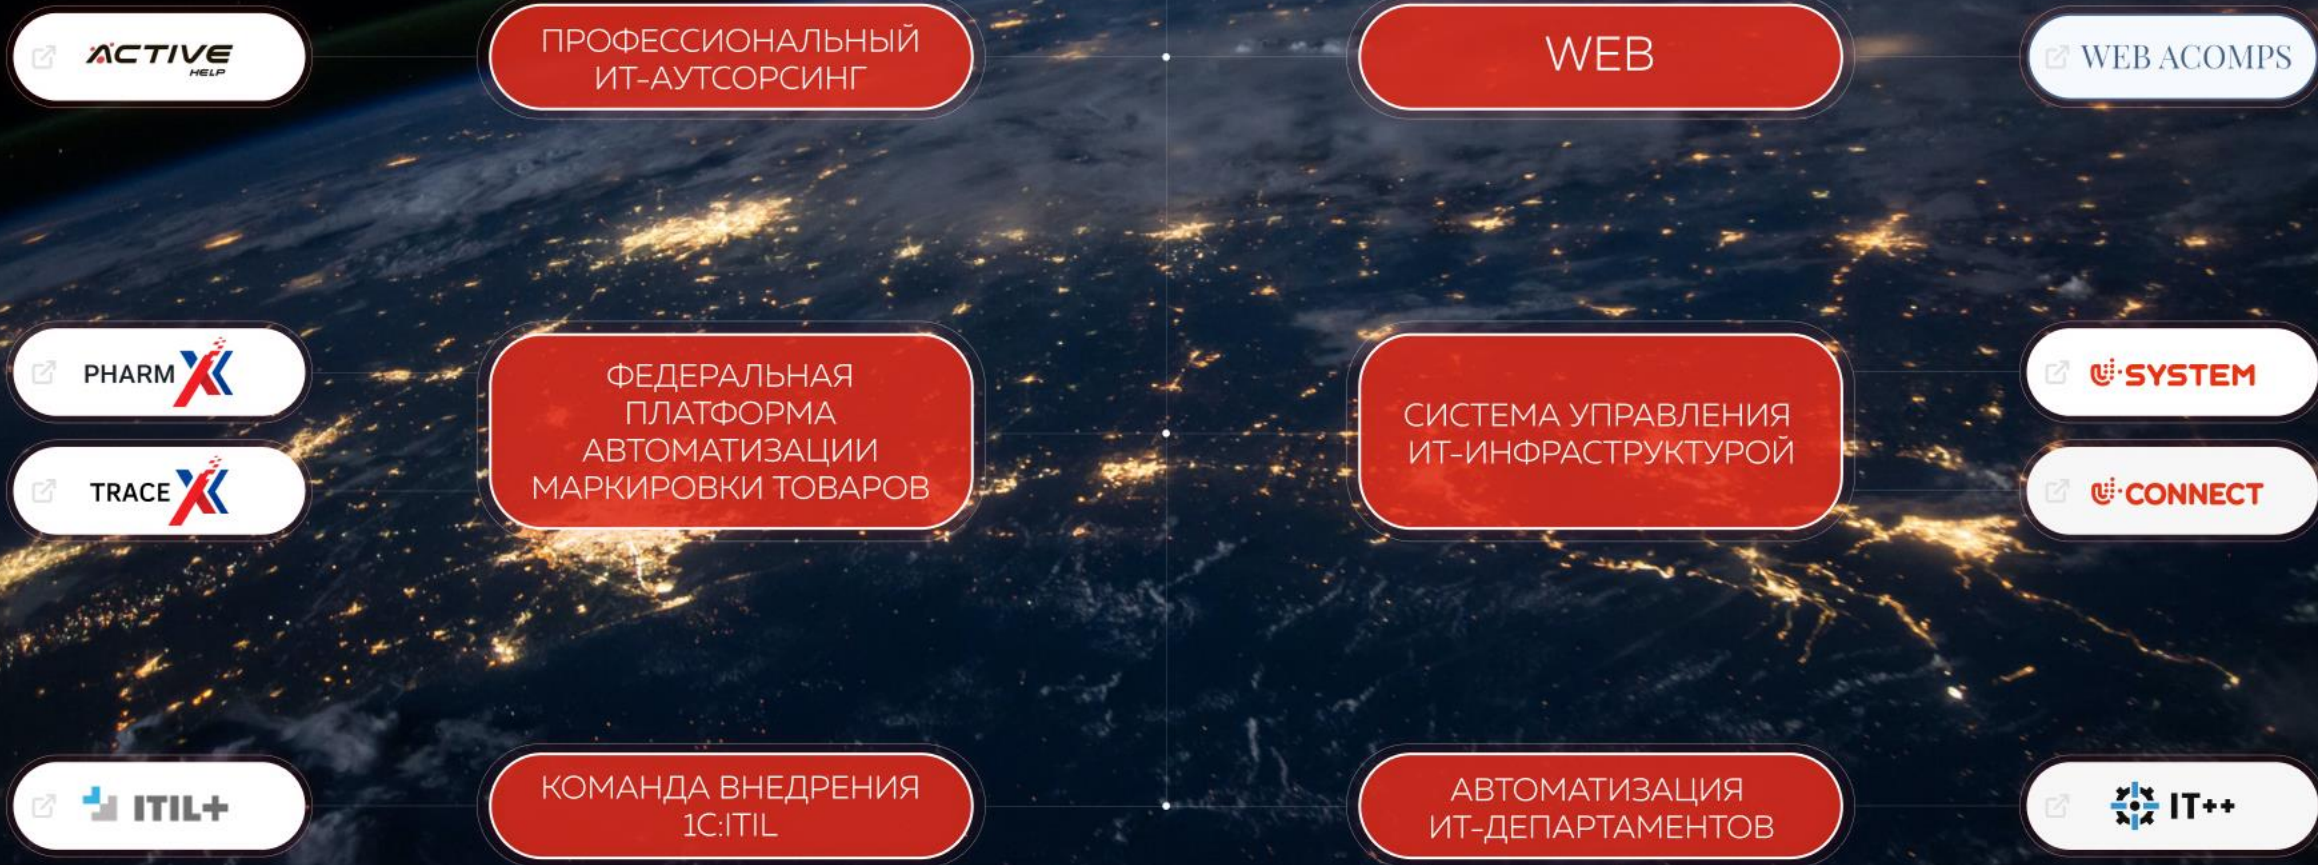 ACTIVE
HELP
ПРОФЕССИОНАЛЬНЫЙ
ИТ-АУТСОРСИНГ
WEB
WEB ACOMPS
PHARM
TRACE
ФЕДЕРАЛЬНАЯ
ПЛАТФОРМА
АВТОМАТИЗАЦИИ
МАРКИРОВКИ ТОВАРОВ
СИСТЕМА УПРАВЛЕНИЯ
ИТ-ИНФРАСТРУКТУРОЙ
SYSTEM
CONNECT
ITIL+
КОМАНДА ВНЕДРЕНИЯ
1С:ITIL
АВТОМАТИЗАЦИЯ
ИТ-ДЕПАРТАМЕНТОВ
IT++